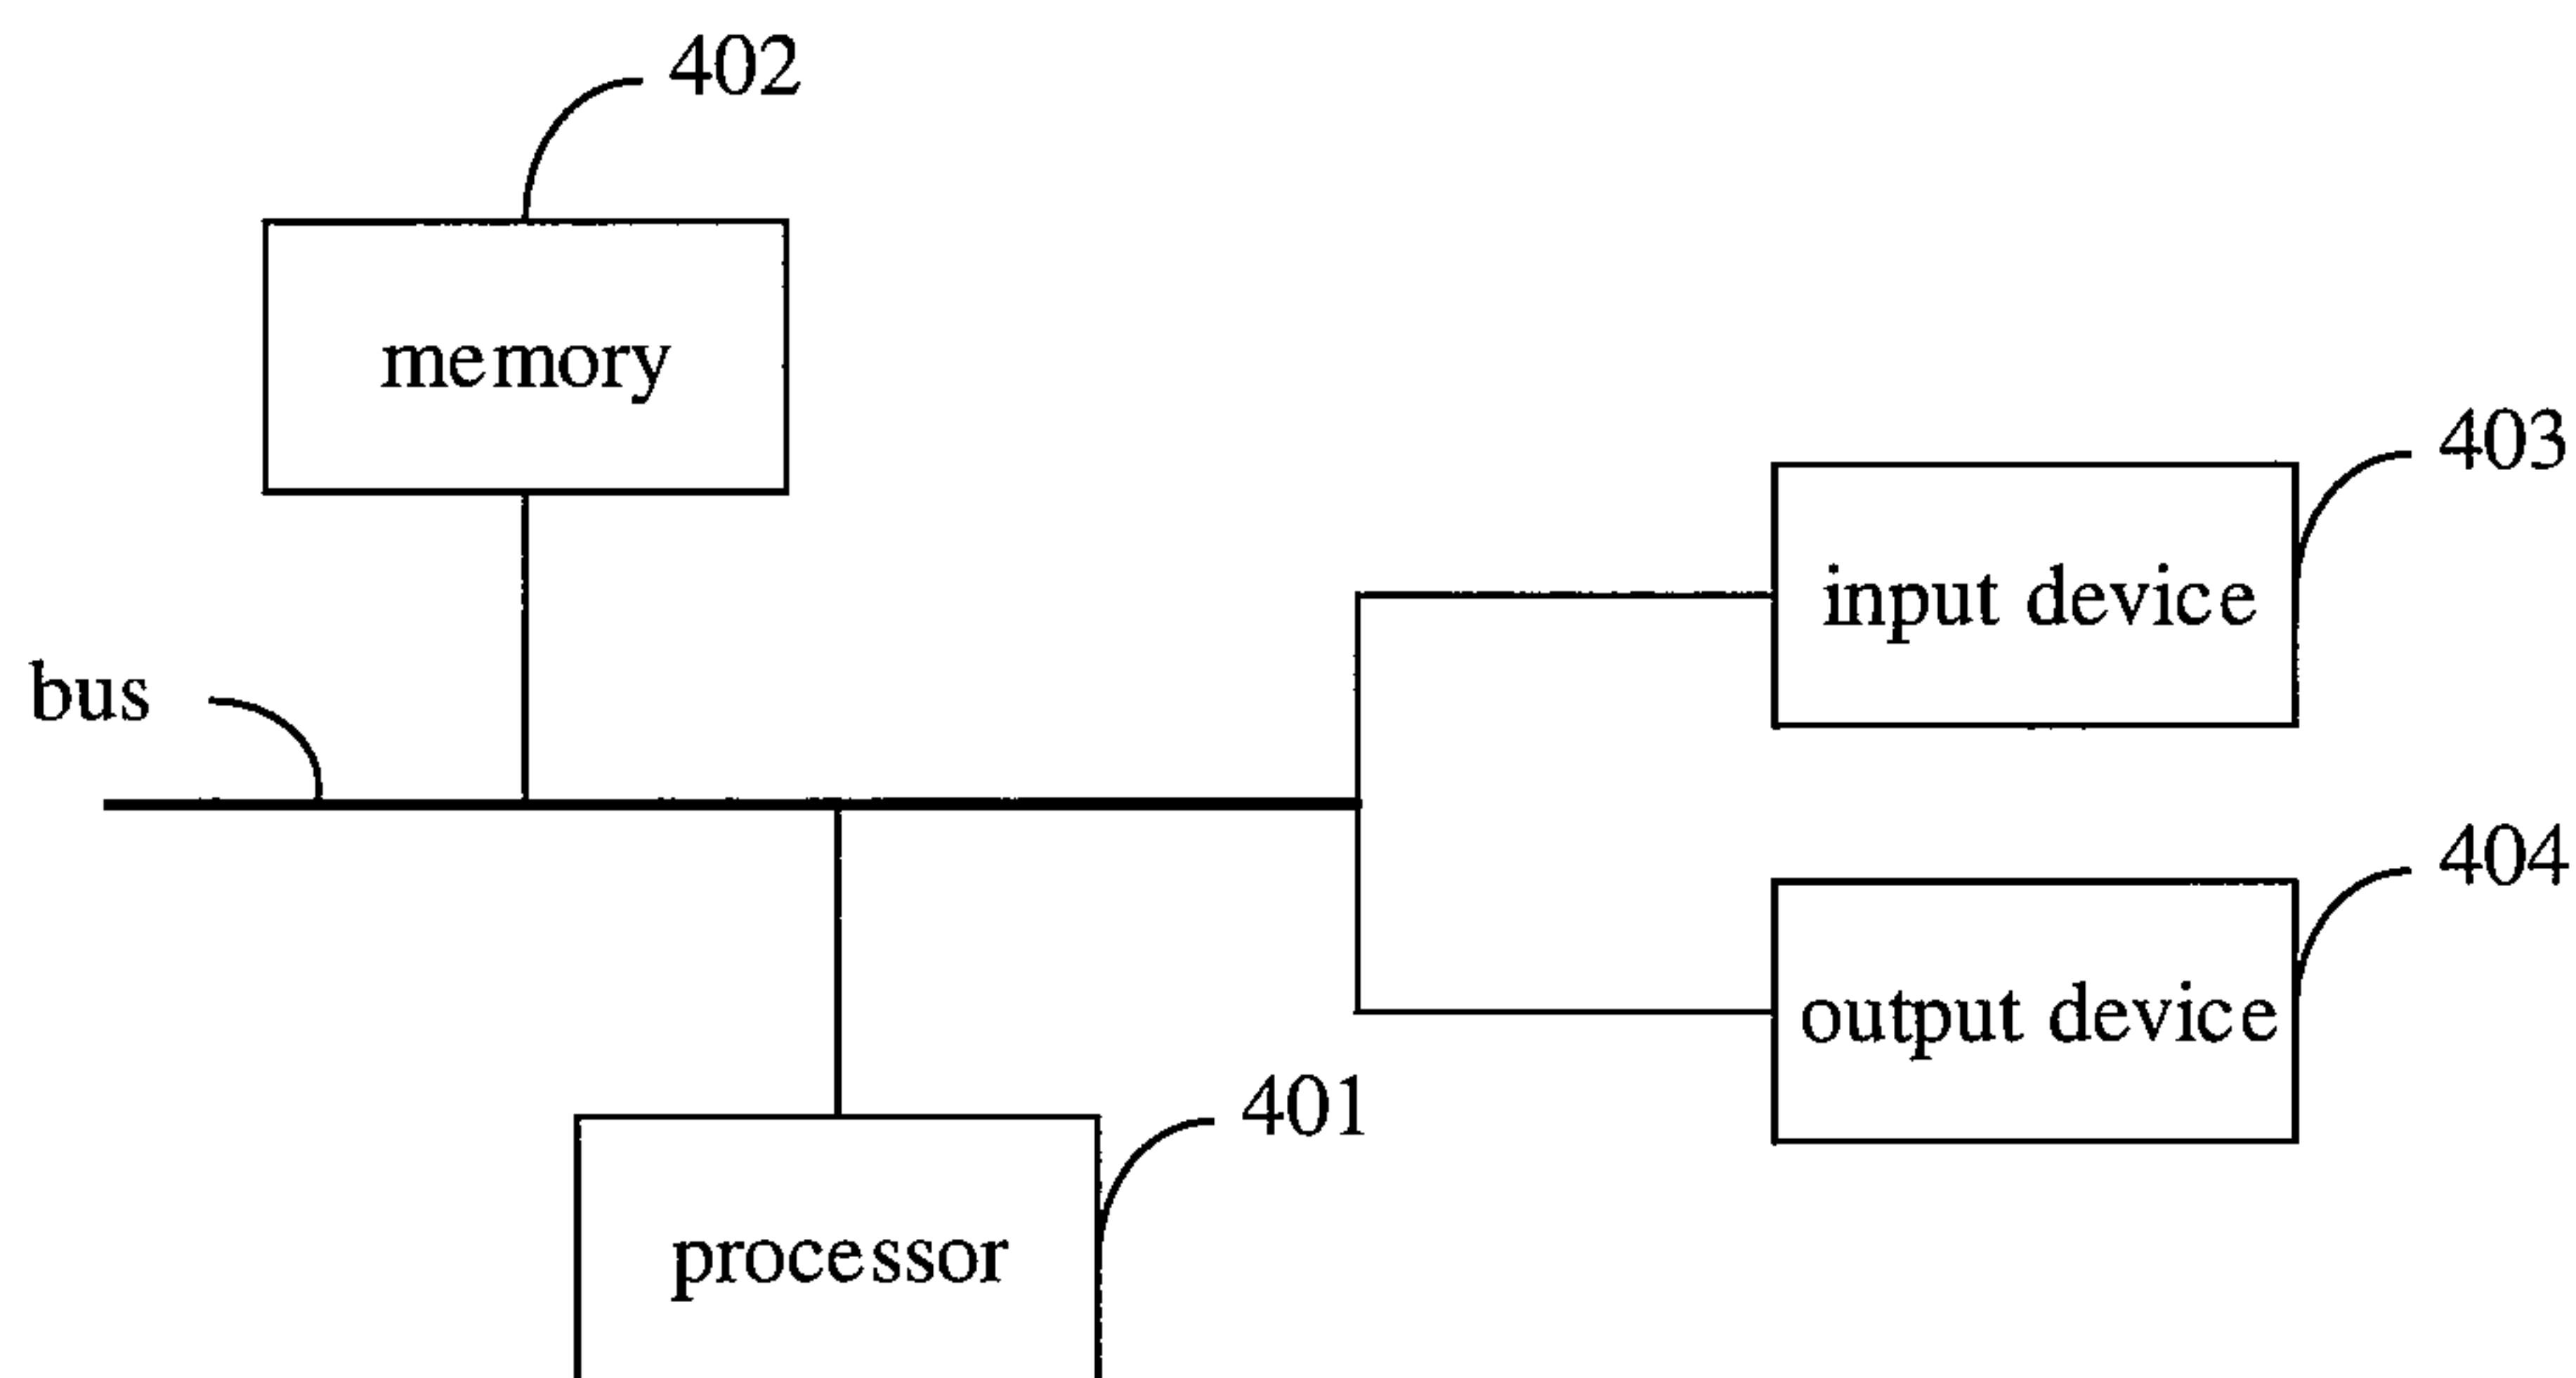 402
memory
403
input device
bus
404
output device
401
processor